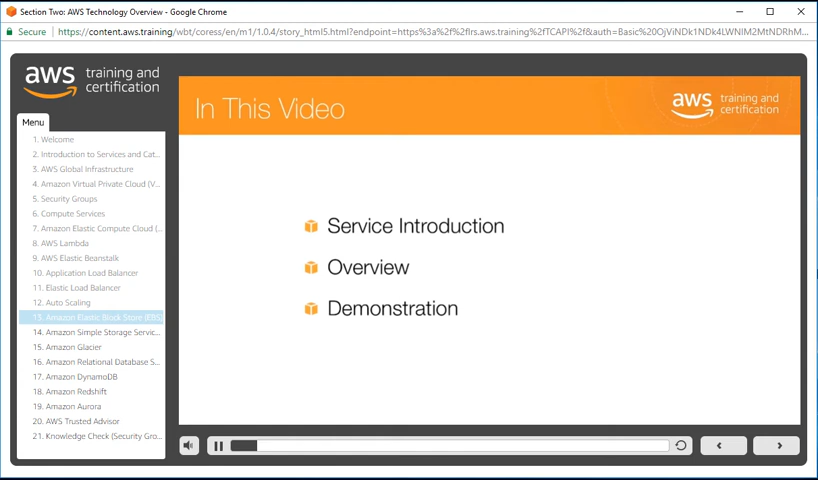 Section Two: AWS Technology Overview - Google Chrome
Secure https://content.aws.training/wbt/coress/en/m1/1.0.4/story_html5.html?endpoint=https%3a%2f%2flrs.aws.training%2fTCAPI%2f&auth=Basic%20OjViNDk1NDk4LWNlM2MtNDRhM...
aws training and certification
Menu
1. Welcome
2. Introduction to Services and Cat...
3. AWS Global Infrastructure
4. Amazon Virtual Private Cloud (V...
5. Security Groups
6. Compute Services
7. Amazon Elastic Compute Cloud (...
8. AWS Lambda
9. AWS Elastic Beanstalk
10. Application Load Balancer
11. Elastic Load Balancer
12. Auto Scaling
13. Amazon Elastic Block Store (EBS)
14. Amazon Simple Storage Servic...
15. Amazon Glacier
16. Amazon Relational Database S...
17. Amazon DynamoDB
18. Amazon Redshift
19. Amazon Aurora
20. AWS Trusted Advisor
21. Knowledge Check (Security Gro...
In This Video
aws training and certification
Service Introduction
Overview
Demonstration